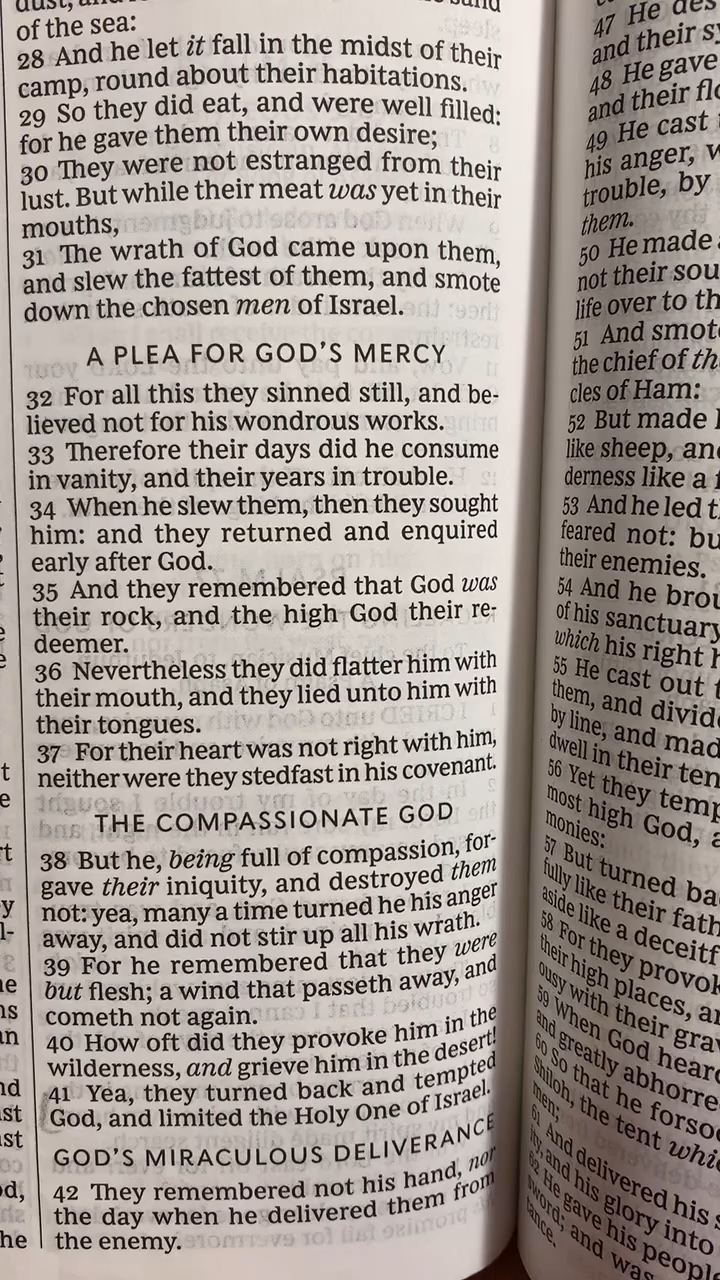 of the sea:
28 And he let it fall in the midst of their
camp, round about their habitations.
29 So they did eat, and were well filled:
for he gave them their own desire;
30 They were not estranged from their
lust. But while their meat was yet in their
mouths,
31 The wrath of God came upon them,
and slew the fattest of them, and smote
down the chosen men of Israel.
A PLEA FOR GOD'S MERCY
32 For all this they sinned still, and be-
lieved not for his wondrous works.
33 Therefore their days did he consume
in vanity, and their years in trouble.
34 When he slew them, then they sought
him: and they returned and enquired
early after God.
35 And they remembered that God was
their rock, and the high God their re-
deemer.
36 Nevertheless they did flatter him with
their mouth, and they lied unto him with
their tongues.
37 For their heart was not right with him,
neither were they stedfast in his covenant.
THE COMPASSIONATE GOD
38 But he, being full of compassion, for-
gave their iniquity, and destroyed them
not: yea, many a time turned he his anger
away, and did not stir up all his wrath.
39 For he remembered that they were
but flesh; a wind that passeth away, and
cometh not again.
40 How oft did they provoke him in the
wilderness, and grieve him in the desert!
41 Yea, they turned back and tempted
God, and limited the Holy One of Israel.
GOD'S MIRACULOUS DELIVERANCE
42 They remembered not his hand, nor
the day when he delivered them from
the enemy.
47 He des
and their s
48 He gave
and their flo
49 He cast
his anger, w
trouble, by
them.
50 He made
not their sou
life over to th
51 And smot
the chief of th
cles of Ham:
52 But made
like sheep, an
derness like a f
53 And he led t
feared not: bu
their enemies.
54 And he brou
of his sanctuary
which his right h
55 He cast out t
them, and divid
by line, and mad
dwell in their ten
56 Yet they temp
most high God, a
monies:
57 But turned ba
fully like their fath
aside like a deceitf
58 For they provok
their high places, an
ousy with their grav
59 When God heard
and greatly abhorre
60 So that he forso
Shiloh, the tent whic
men;
61 And delivered his s
ity, and his glory into
62 He gave his peopl
sword; and was
tance.